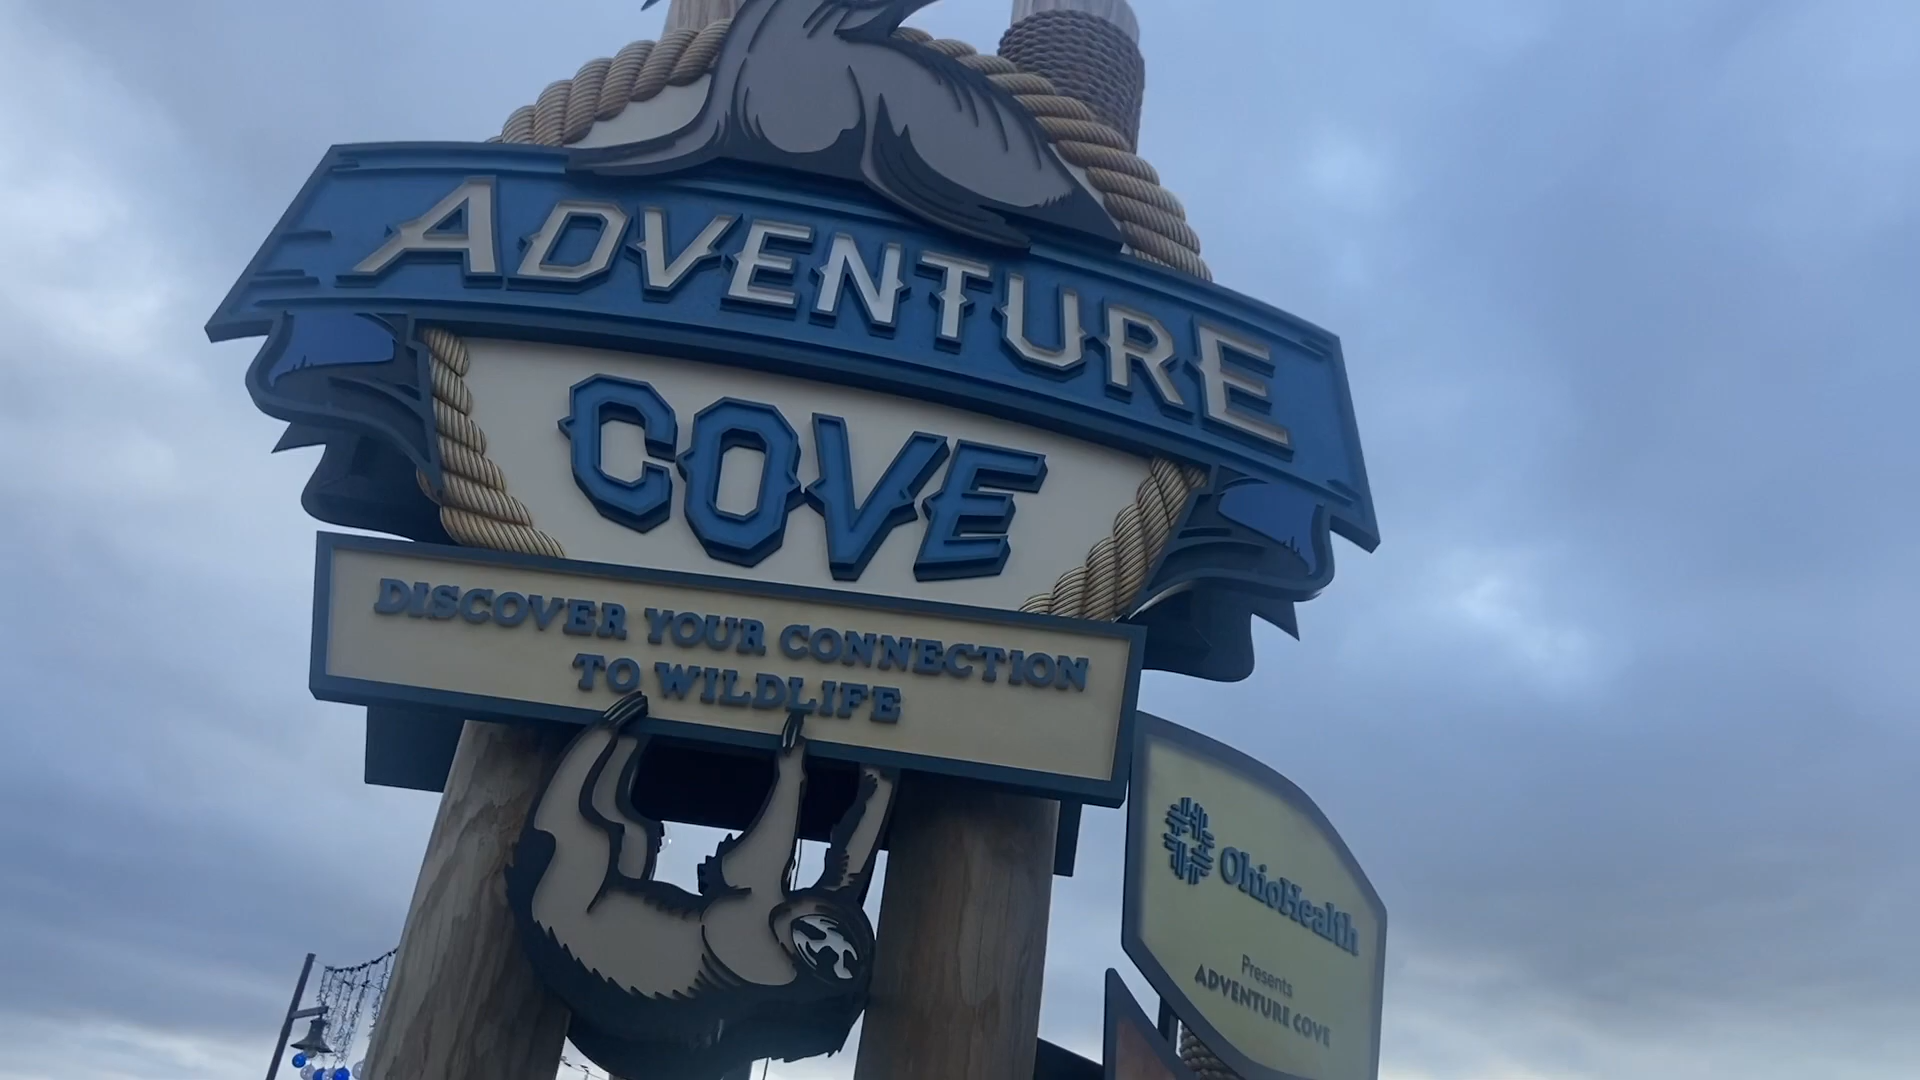 ADVENTURE
COVE
DISCOVER YOUR CONNECTION
TO WILDLIFE
OhioHealth
Presents
ADVENTURE COVE